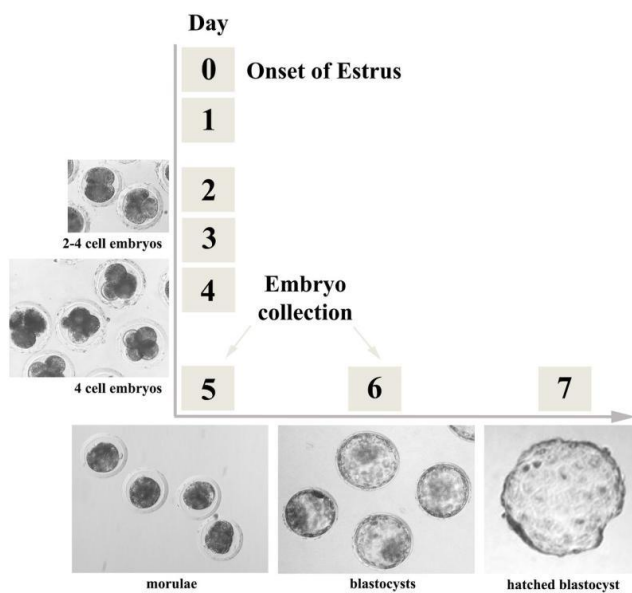 Day
0
Onset of Estrus
1
2
2-4 cell embryos
3
4
Embryo
collection
4 cell embryos
5
6
7
morulae
blastocysts
hatched blastocyst